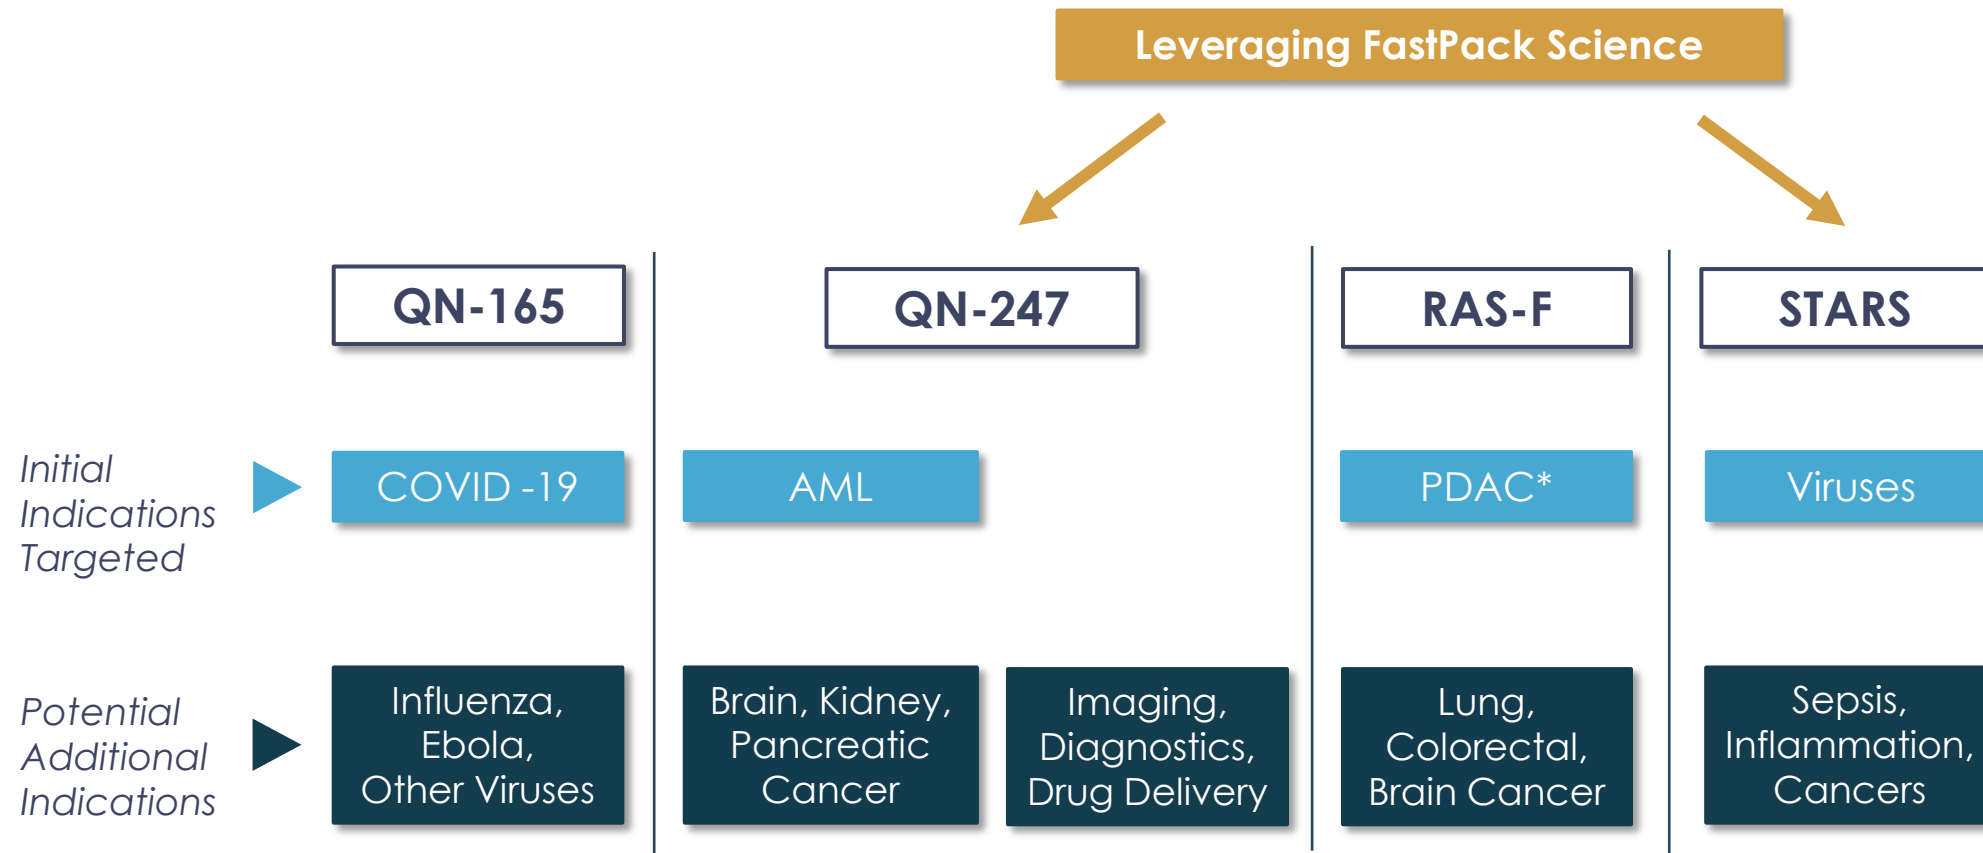 Leveraging FastPack Science
QN-165
QN-247
RAS-F
STARS
Initial
Indications
Targeted
COVID -19
AML
PDAC*
Viruses
Potential
Additional
Indications
Influenza,
Ebola,
Other Viruses
Brain, Kidney,
Pancreatic
Cancer
Imaging,
Diagnostics,
Drug Delivery
Lung,
Colorectal,
Brain Cancer
Sepsis,
Inflammation,
Cancers